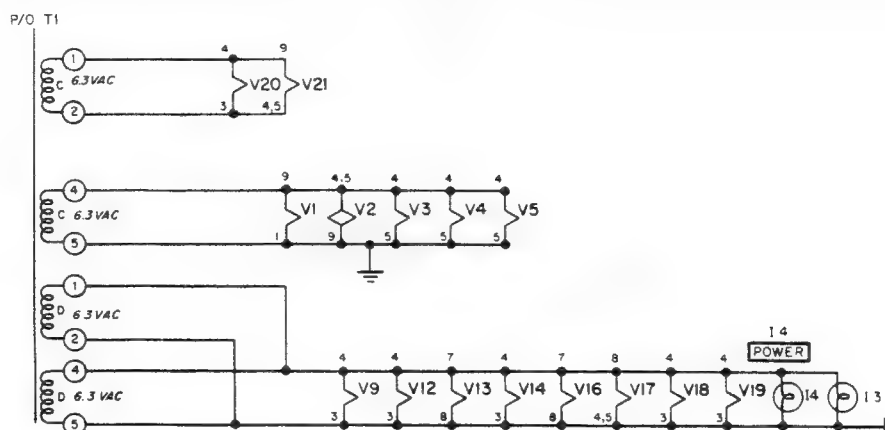 P/O T1
4 9
1
C 6.3VAC V20 V21
2 3 4,5
9 4,5 4 4 4
4
C 6.3VAC V1 V2 V3 V4 V5
5 1 9 5 5 5
1
D 6.3VAC
2 I4
4 4 4 7 4 7 8 4 4 POWER
D 6.3VAC V9 V12 V13 V14 V16 V17 V18 V19 I4 I3
5 3 3 8 3 8 4,5 3 3